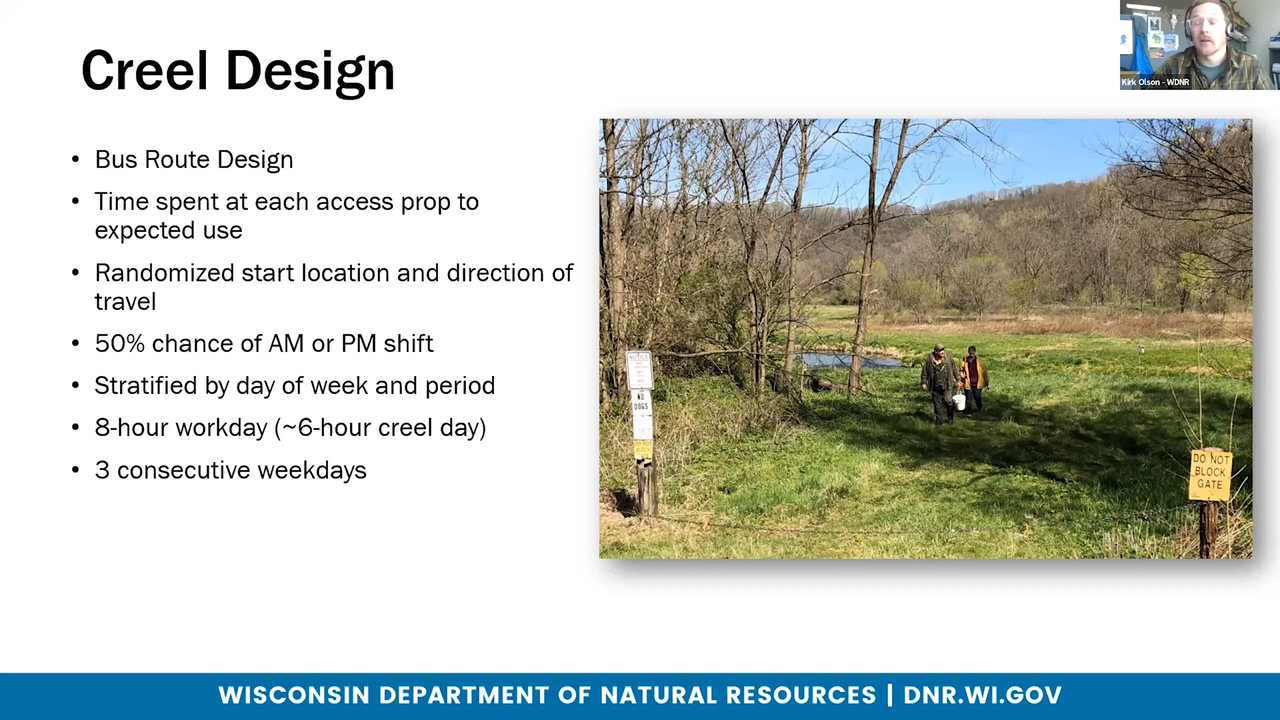 Creel Design
Kirk Olson - WDNR
• Bus Route Design
• Time spent at each access prop to
expected use
• Randomized start location and direction of
travel
• 50% chance of AM or PM shift
• Stratified by day of week and period
• 8-hour workday (~6-hour creel day)
• 3 consecutive weekdays
NOTICE
NO
DOGS
DO NOT
BLOCK
GATE
WISCONSIN DEPARTMENT OF NATURAL RESOURCES | DNR.WI.GOV